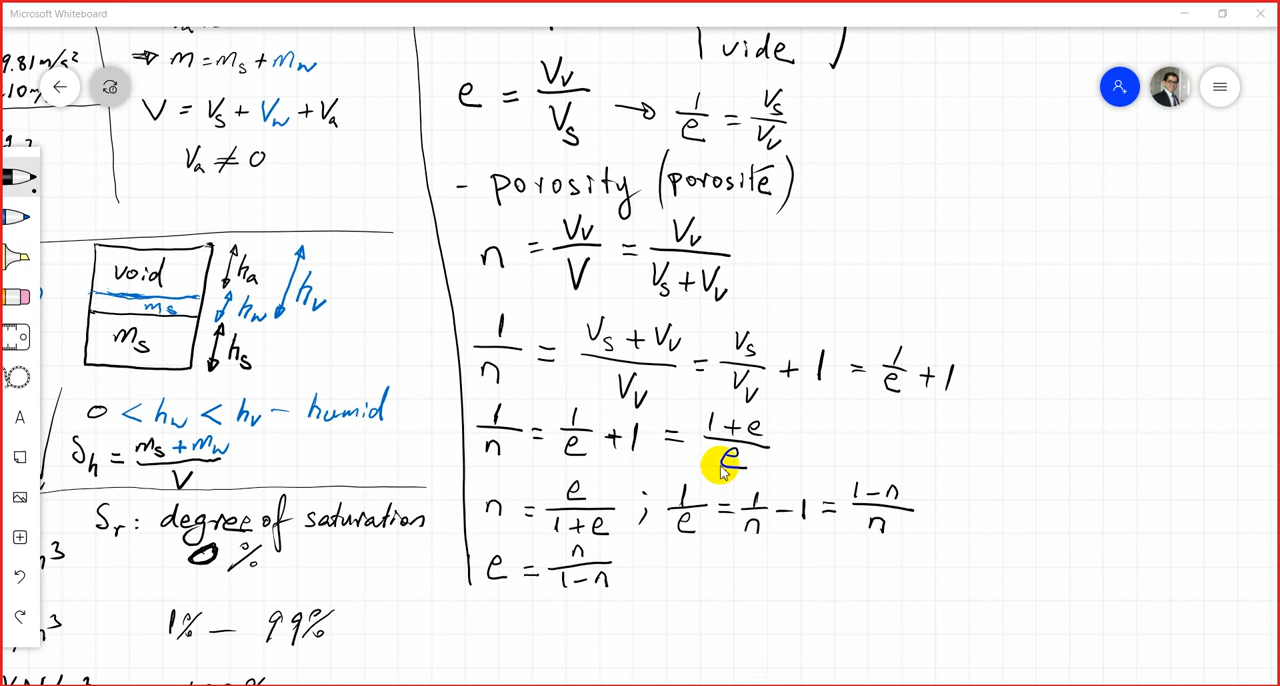 Microsoft Whiteboard
9.81 m/s²
⇒ m = ms + mw
V = Vs + Vw + Va
Va ≠ 0
void
ms
ms
ha
hw
hv
hs
0 < hw < hv - humid
δh = (ms + mw)/V
Sr : degree of saturation
0 %
1% - 99%
vide )
e = Vv/Vs → 1/e = Vs/Vv
- porosity (porosite)
n = Vv/V = Vv/(Vs + Vv)
1/n = (Vs + Vv)/Vv = Vs/Vv + 1 = 1/e + 1
1/n = 1/e + 1 = (1+e)/e
n = e/(1+e) ; 1/e = 1/n - 1 = (1-n)/n
e = n/(1-n)
A